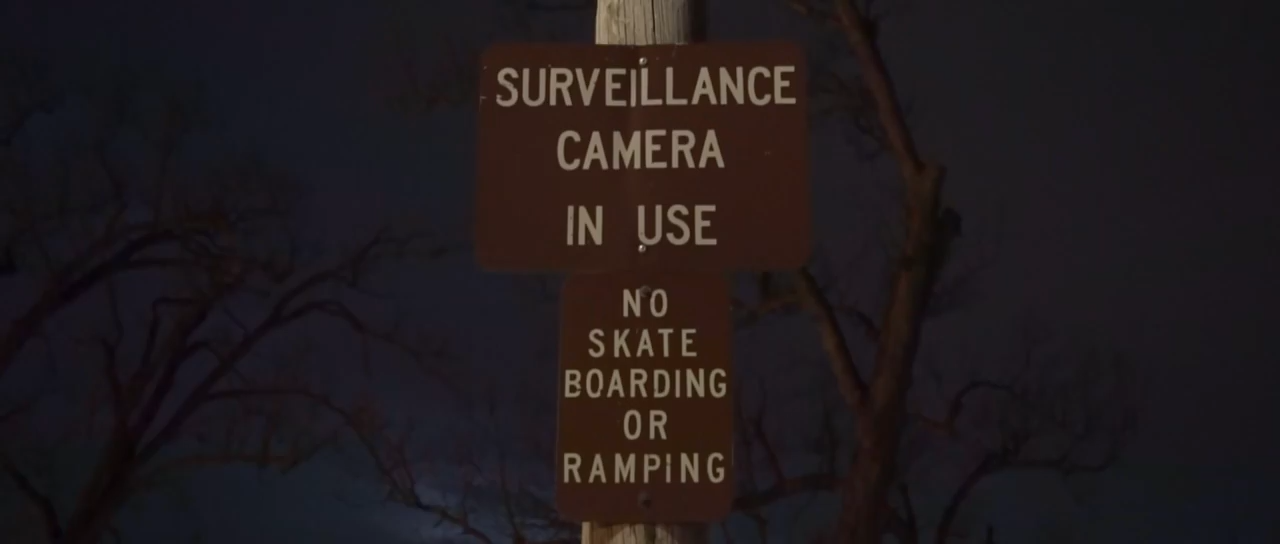 SURVEILLANCE
CAMERA
IN USE
NO
SKATE
BOARDING
OR
RAMPING